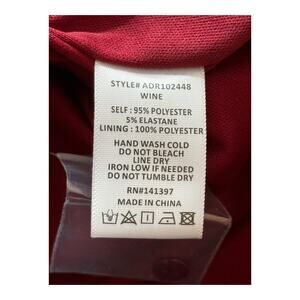 STYLE# ADR102448
WINE
SELF : 95% POLYESTER
5% ELASTANE
LINING : 100% POLYESTER
HAND WASH COLD
DO NOT BLEACH
LINE DRY
IRON LOW IF NEEDED
DO NOT TUMBLE DRY
RN#141397
MADE IN CHINA